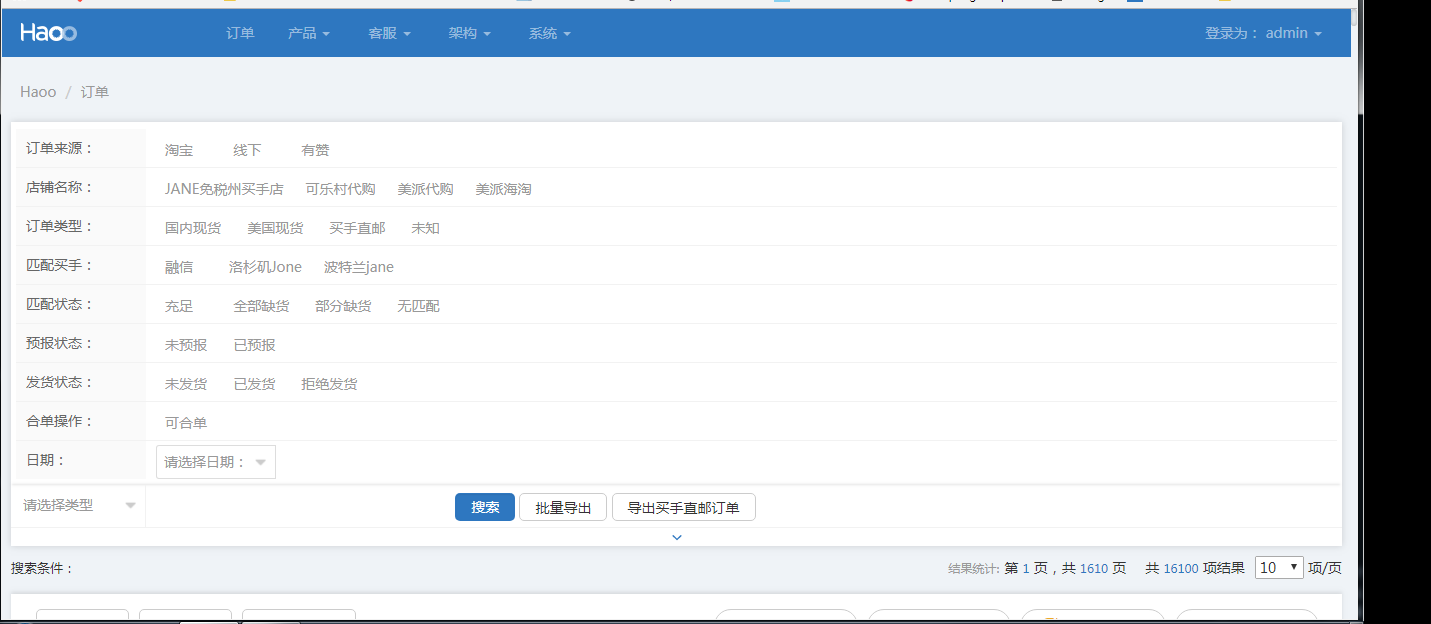 Haoo 订单 产品 客服 架构 系统 登录为： admin
Haoo / 订单
订单来源： 淘宝 线下 有赞
店铺名称： JANE免税州买手店 可乐村代购 美派代购 美派海淘
订单类型： 国内现货 美国现货 买手直邮 未知
匹配买手： 融信 洛杉矶Jone 波特兰jane
匹配状态： 充足 全部缺货 部分缺货 无匹配
预报状态： 未预报 已预报
发货状态： 未发货 已发货 拒绝发货
合单操作： 可合单
日期： 请选择日期：
请选择类型 搜索 批量导出 导出买手直邮订单
搜索条件： 结果统计: 第 1 页，共 1610 页 共 16100 项结果 10 项/页